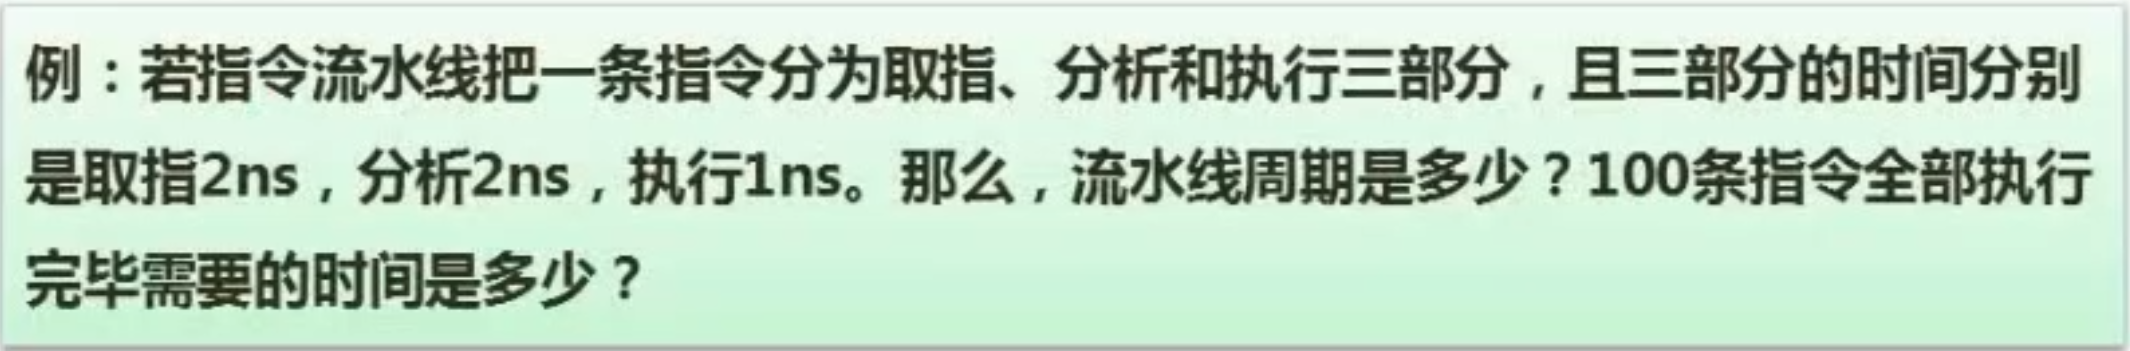 例：若指令流水线把一条指令分为取指、分析和执行三部分，且三部分的时间分别
是取指2ns，分析2ns，执行1ns。那么，流水线周期是多少？100条指令全部执行
完毕需要的时间是多少？